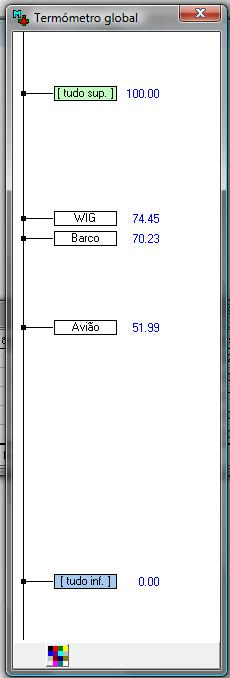 Termómetro global
[ tudo sup. ] 100.00
WIG 74.45
Barco 70.23
Avião 51.99
[ tudo inf. ] 0.00